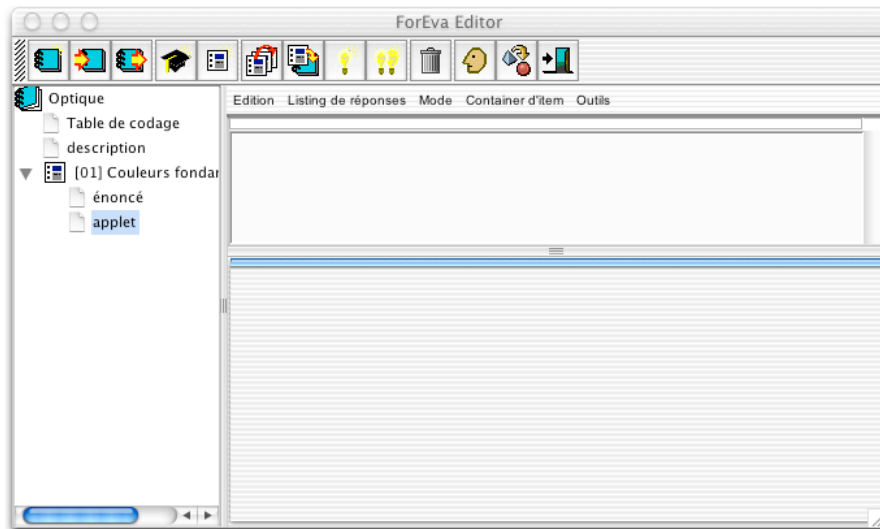 ForEva Editor
Optique
Table de codage
description
[01] Couleurs fondar
énoncé
applet
Edition Listing de réponses Mode Container d'item Outils